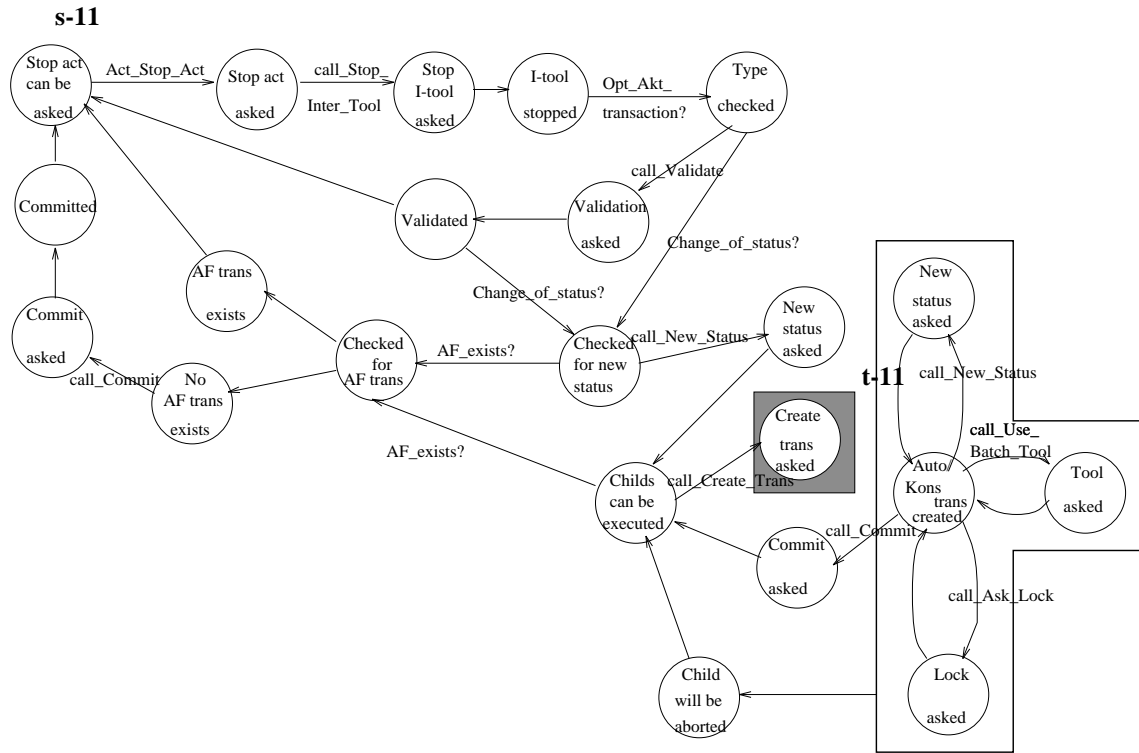 s-11
Stop act
can be
asked
Act_Stop_Act
Stop act
asked
call_Stop_
Inter_Tool
Stop
I-tool
asked
I-tool
stopped
Opt_Akt_
transaction?
Type
checked
call_Validate
Committed
Validated
Validation
asked
Change_of_status?
AF trans
exists
Change_of_status?
New
status
asked
New
status
asked
Commit
asked
Checked
for
AF trans
AF_exists?
Checked
for new
status
call_New_Status
t-11
call_New_Status
call_Commit
No
AF trans
exists
Create
trans
asked
call_Use_
Batch_Tool
AF_exists?
Childs
can be
executed
call_Create_Trans
Auto/
Kons
trans
created
Tool
asked
call_Commit
Commit
asked
call_Ask_Lock
Child
will be
aborted
Lock
asked